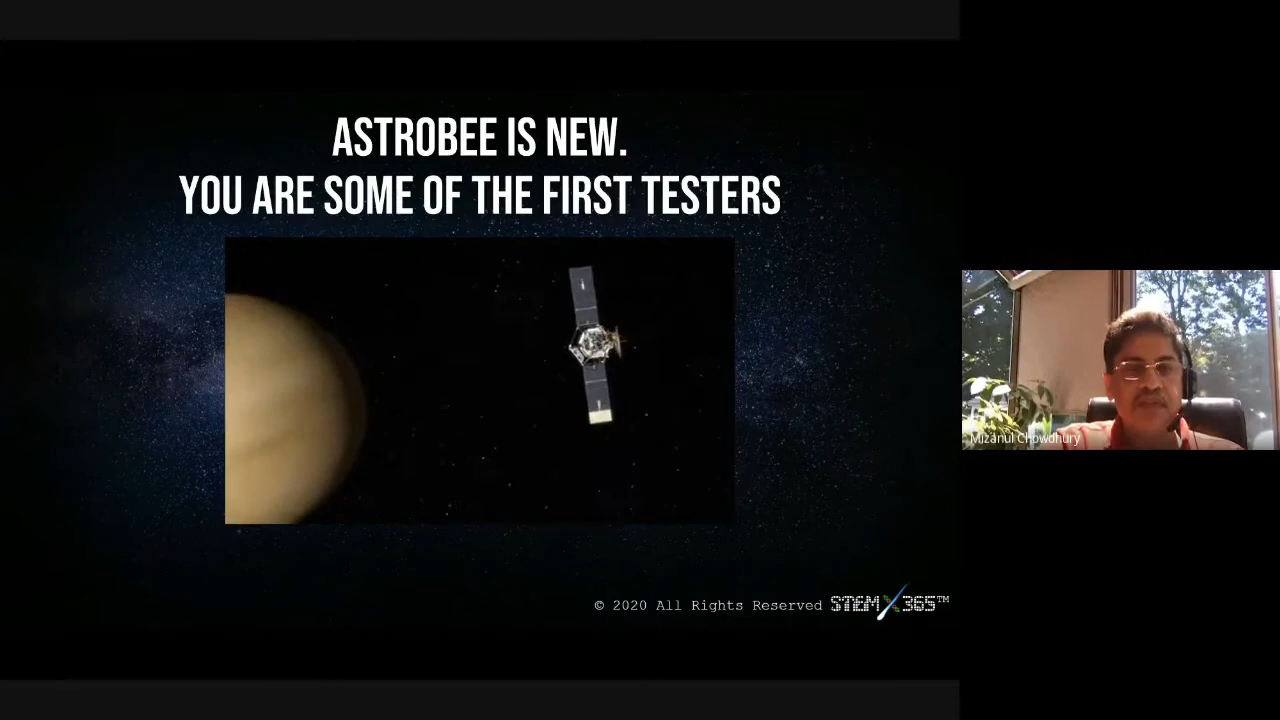 ASTROBEE IS NEW.
YOU ARE SOME OF THE FIRST TESTERS
Mizanul Chowdhury
© 2020 All Rights Reserved STEMX365™